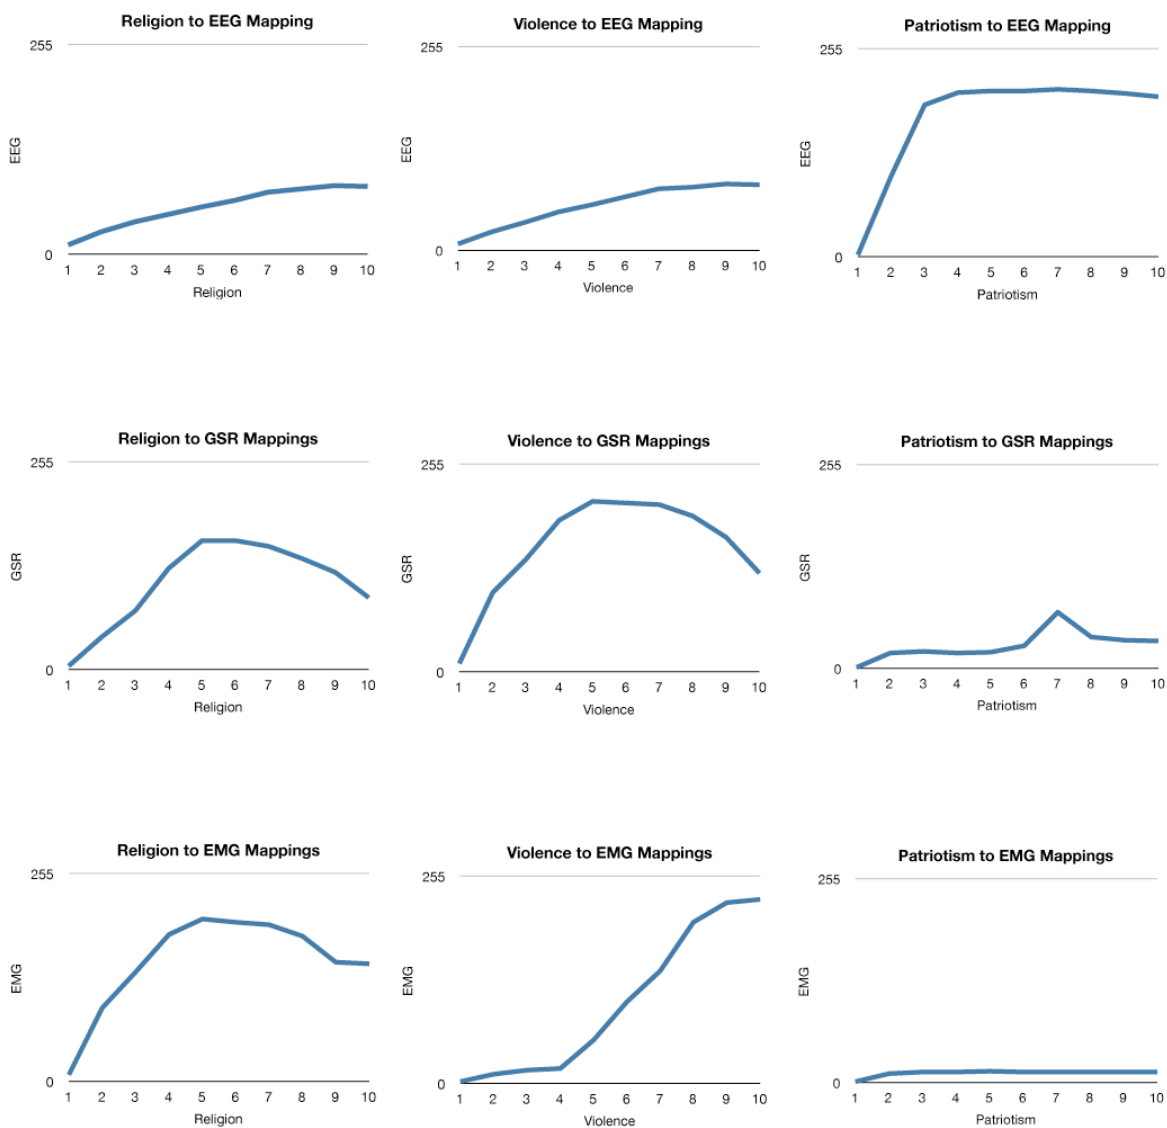 Religion to EEG Mapping
255
EEG
0
1 2 3 4 5 6 7 8 9 10
Religion
Violence to EEG Mapping
255
EEG
0
1 2 3 4 5 6 7 8 9 10
Violence
Patriotism to EEG Mapping
255
EEG
0
1 2 3 4 5 6 7 8 9 10
Patriotism
Religion to GSR Mappings
255
GSR
0
1 2 3 4 5 6 7 8 9 10
Religion
Violence to GSR Mappings
255
GSR
0
1 2 3 4 5 6 7 8 9 10
Violence
Patriotism to GSR Mappings
255
GSR
0
1 2 3 4 5 6 7 8 9 10
Patriotism
Religion to EMG Mappings
255
EMG
0
1 2 3 4 5 6 7 8 9 10
Religion
Violence to EMG Mappings
255
EMG
0
1 2 3 4 5 6 7 8 9 10
Violence
Patriotism to EMG Mappings
255
EMG
0
1 2 3 4 5 6 7 8 9 10
Patriotism